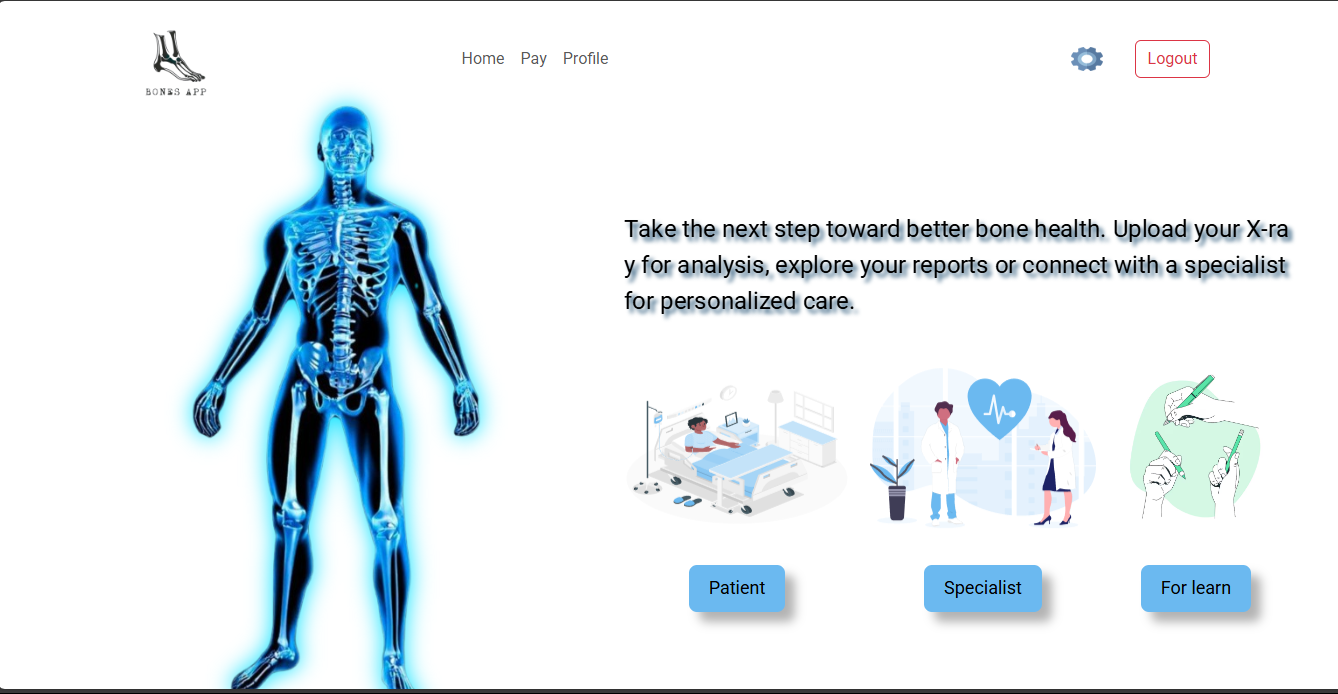 BONES APP
Home Pay Profile
Logout
Take the next step toward better bone health. Upload your X-ra
y for analysis, explore your reports or connect with a specialist
for personalized care.
Patient
Specialist
For learn